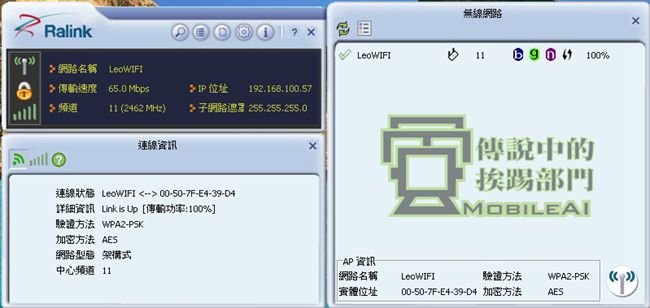 Ralink
網路名稱 LeoWIFI
傳輸速度 65.0 Mbps IP 位址 192.168.100.57
頻道 11 (2462 MHz) 子網路遮罩 255.255.255.0
連線資訊
連線狀態 LeoWIFI <--> 00-50-7F-E4-39-D4
詳細資訊 Link is Up [傳輸功率:100%]
驗證方法 WPA2-PSK
加密方法 AES
網路型態 架構式
中心頻道 11
無線網路
LeoWIFI 11 b g n 100%
傳說中的
挨踢部門
MOBILEAI
AP 資訊
網路名稱 LeoWIFI 驗證方法 WPA2-PSK
實體位址 00-50-7F-E4-39-D4 加密方法 AES